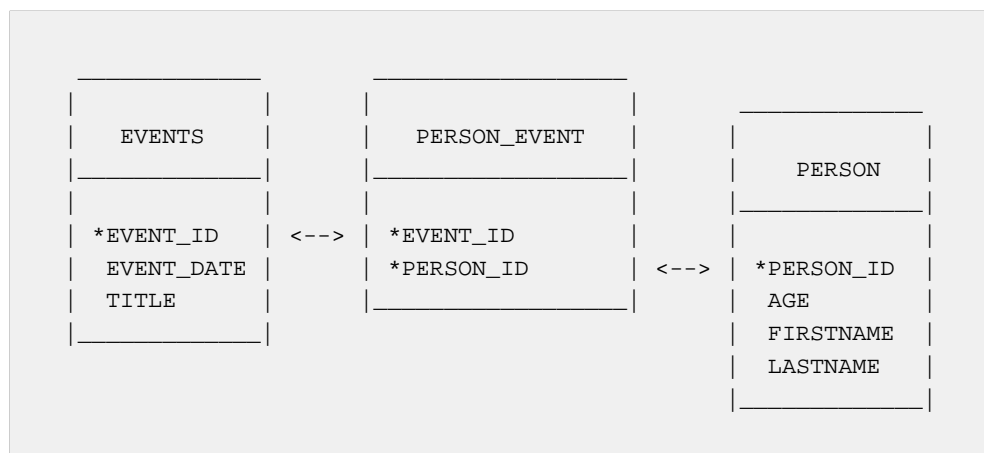 EVENTS
PERSON_EVENT
PERSON
*EVENT_ID <--> *EVENT_ID
EVENT_DATE *PERSON_ID <--> *PERSON_ID
TITLE AGE
FIRSTNAME
LASTNAME